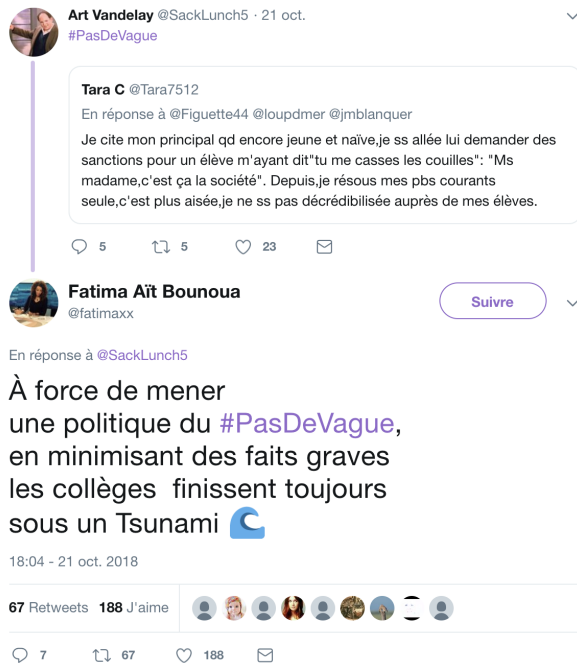 Art Vandelay @SackLunch5 · 21 oct.
#PasDeVague
Tara C @Tara7512
En réponse à @Figuette44 @loupdmer @jmblanquer
Je cite mon principal qd encore jeune et naïve,je ss allée lui demander des
sanctions pour un élève m'ayant dit"tu me casses les couilles": "Ms
madame,c'est ça la société". Depuis,je résous mes pbs courants
seule,c'est plus aisée,je ne ss pas décrédibilisée auprès de mes élèves.
5 5 23
Fatima Aït Bounoua
@fatimaxx
Suivre
En réponse à @SackLunch5
À force de mener
une politique du #PasDeVague,
en minimisant des faits graves
les collèges finissent toujours
sous un Tsunami 🌊
18:04 - 21 oct. 2018
67 Retweets 188 J'aime
7 67 188